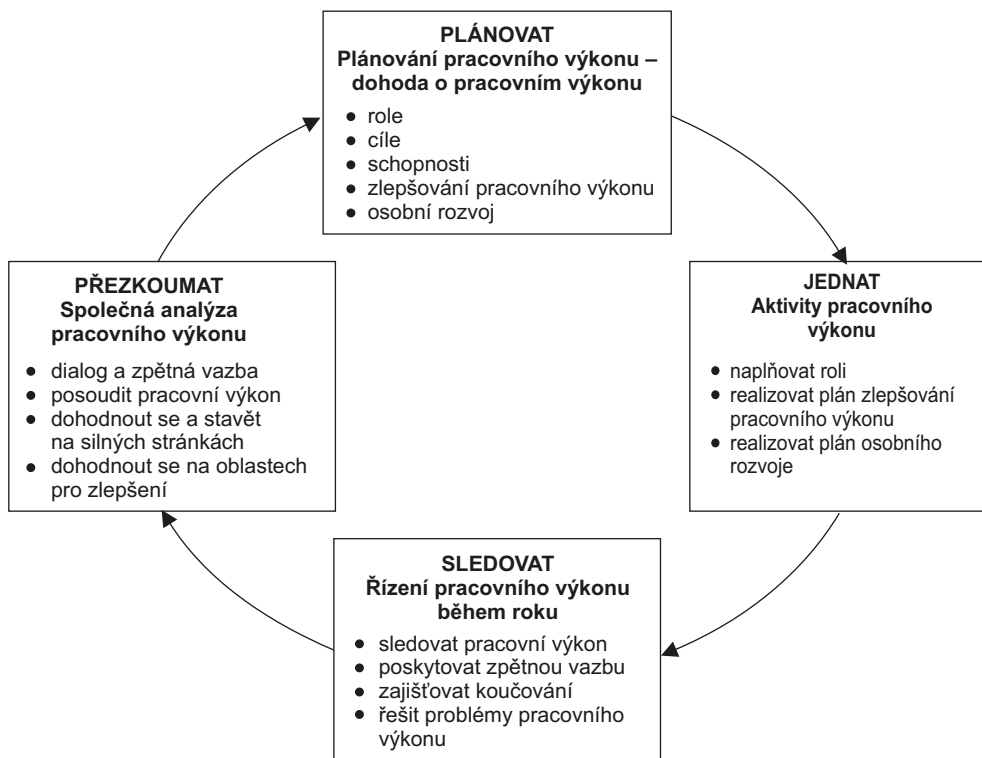 PLÁNOVAT
Plánování pracovního výkonu –
dohoda o pracovním výkonu
● role
● cíle
● schopnosti
● zlepšování pracovního výkonu
● osobní rozvoj
JEDNAT
Aktivity pracovního
výkonu
● naplňovat roli
● realizovat plán zlepšování
pracovního výkonu
● realizovat plán osobního
rozvoje
SLEDOVAT
Řízení pracovního výkonu
během roku
● sledovat pracovní výkon
● poskytovat zpětnou vazbu
● zajišťovat koučování
● řešit problémy pracovního
výkonu
PŘEZKOUMAT
Společná analýza
pracovního výkonu
● dialog a zpětná vazba
● posoudit pracovní výkon
● dohodnout se a stavět
na silných stránkách
● dohodnout se na oblastech
pro zlepšení